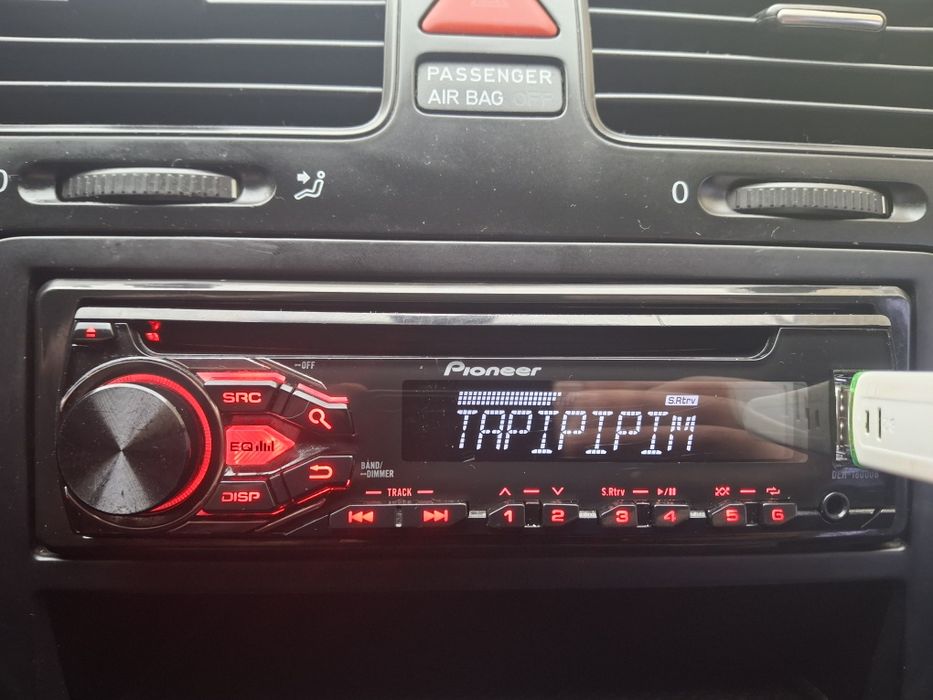 PASSENGER
AIR BAG OFF
0
0
--OFF
Pioneer
SRC
S.Rtrv
TAPIPIPIM
EQ
BAND/
--DIMMER
DISP
TRACK
S.Rtrv
1
2
3
4
5
6